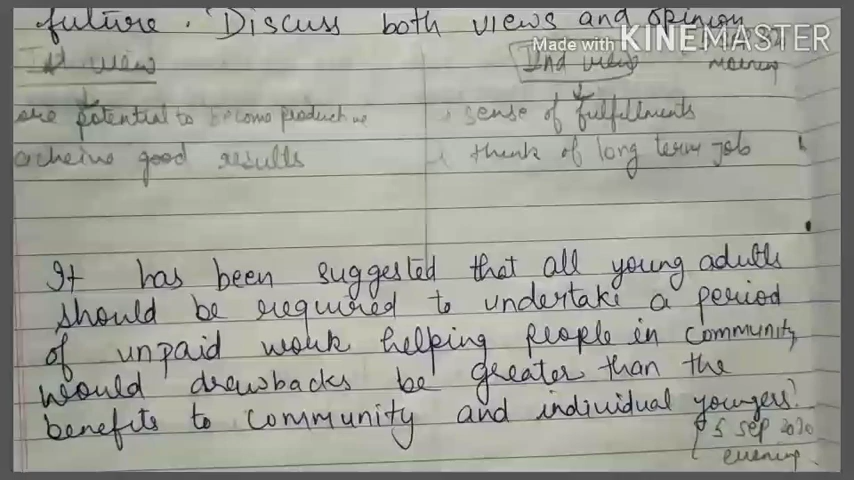 future. Discuss both views and opinion
Made with KINEMASTER
Ist view
IInd view
morning
are potential to become productive
sense of fulfillments
acheive good results
think of long term job
It has been suggested that all young adults
should be required to undertake a period
of unpaid work helping people in community
would drawbacks be greater than the
benefits to community and individual youngers?
5 Sep 2020
evening.